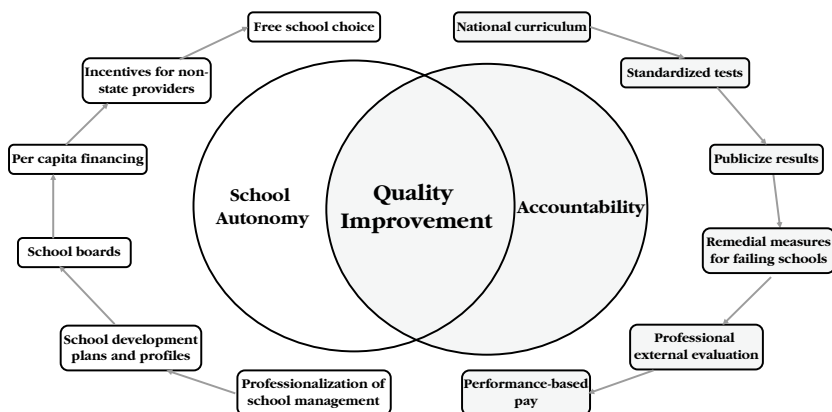 Free school choice
National curriculum
Incentives for non-
state providers
Standardized tests
Per capita financing
Publicize results
School
Autonomy
Quality
Improvement
Accountability
School boards
Remedial measures
for failing schools
School development
plans and profiles
Professional
external evaluation
Professionalization of
school management
Performance-based
pay